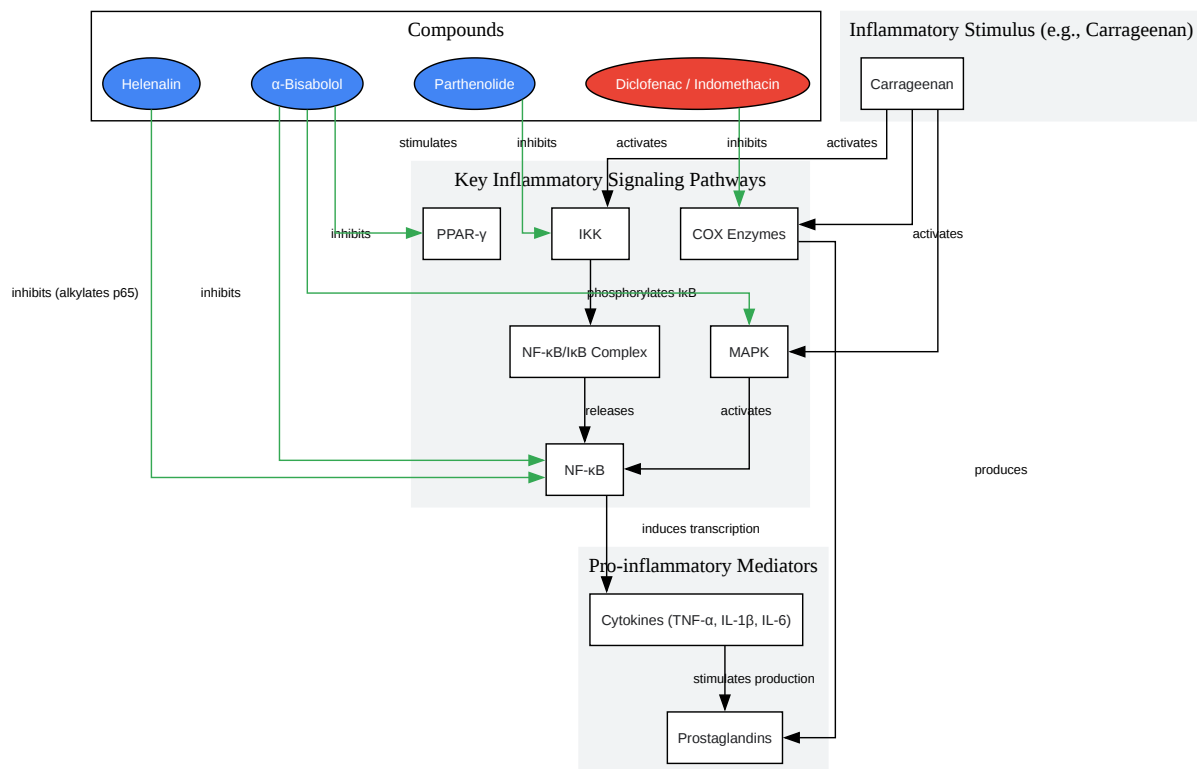 Compounds
Inflammatory Stimulus (e.g., Carrageenan)
Helenalin
α-Bisabolol
Parthenolide
Diclofenac / Indomethacin
Carrageenan
stimulates
inhibits
activates
inhibits
activates
Key Inflammatory Signaling Pathways
inhibits
PPAR-γ
IKK
COX Enzymes
activates
inhibits (alkylates p65)
inhibits
phosphorylates IκB
NF-κB/IκB Complex
MAPK
releases
activates
NF-κB
produces
induces transcription
Pro-inflammatory Mediators
Cytokines (TNF-α, IL-1β, IL-6)
stimulates production
Prostaglandins